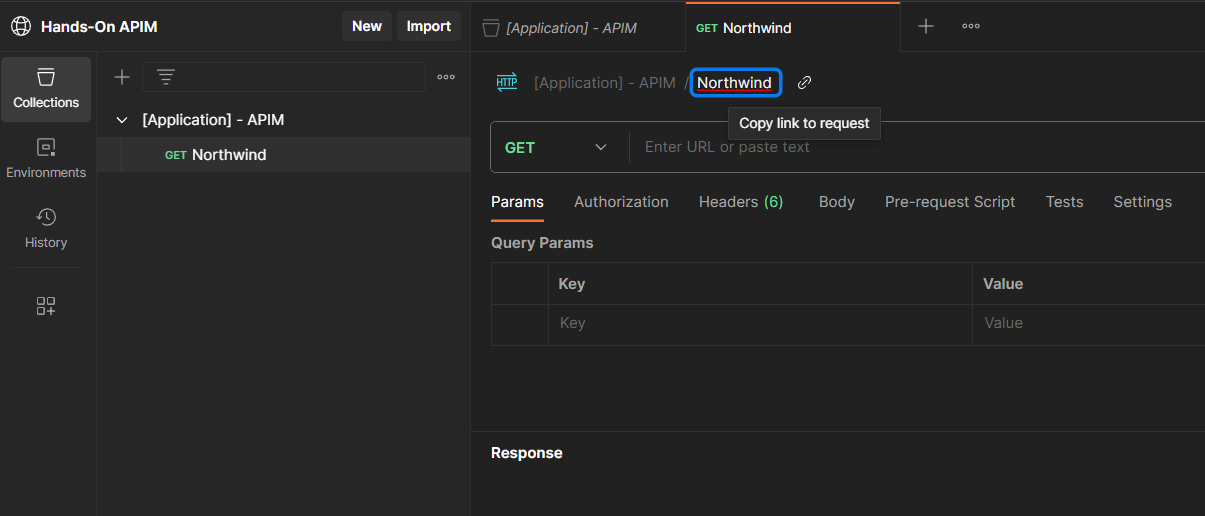 Hands-On APIM
New
Import
[Application] - APIM
GET Northwind
Collections
Environments
History
[Application] - APIM
GET Northwind
HTTP
[Application] - APIM / Northwind
Copy link to request
GET
Enter URL or paste text
Params
Authorization
Headers (6)
Body
Pre-request Script
Tests
Settings
Query Params
Key
Value
Key
Value
Response